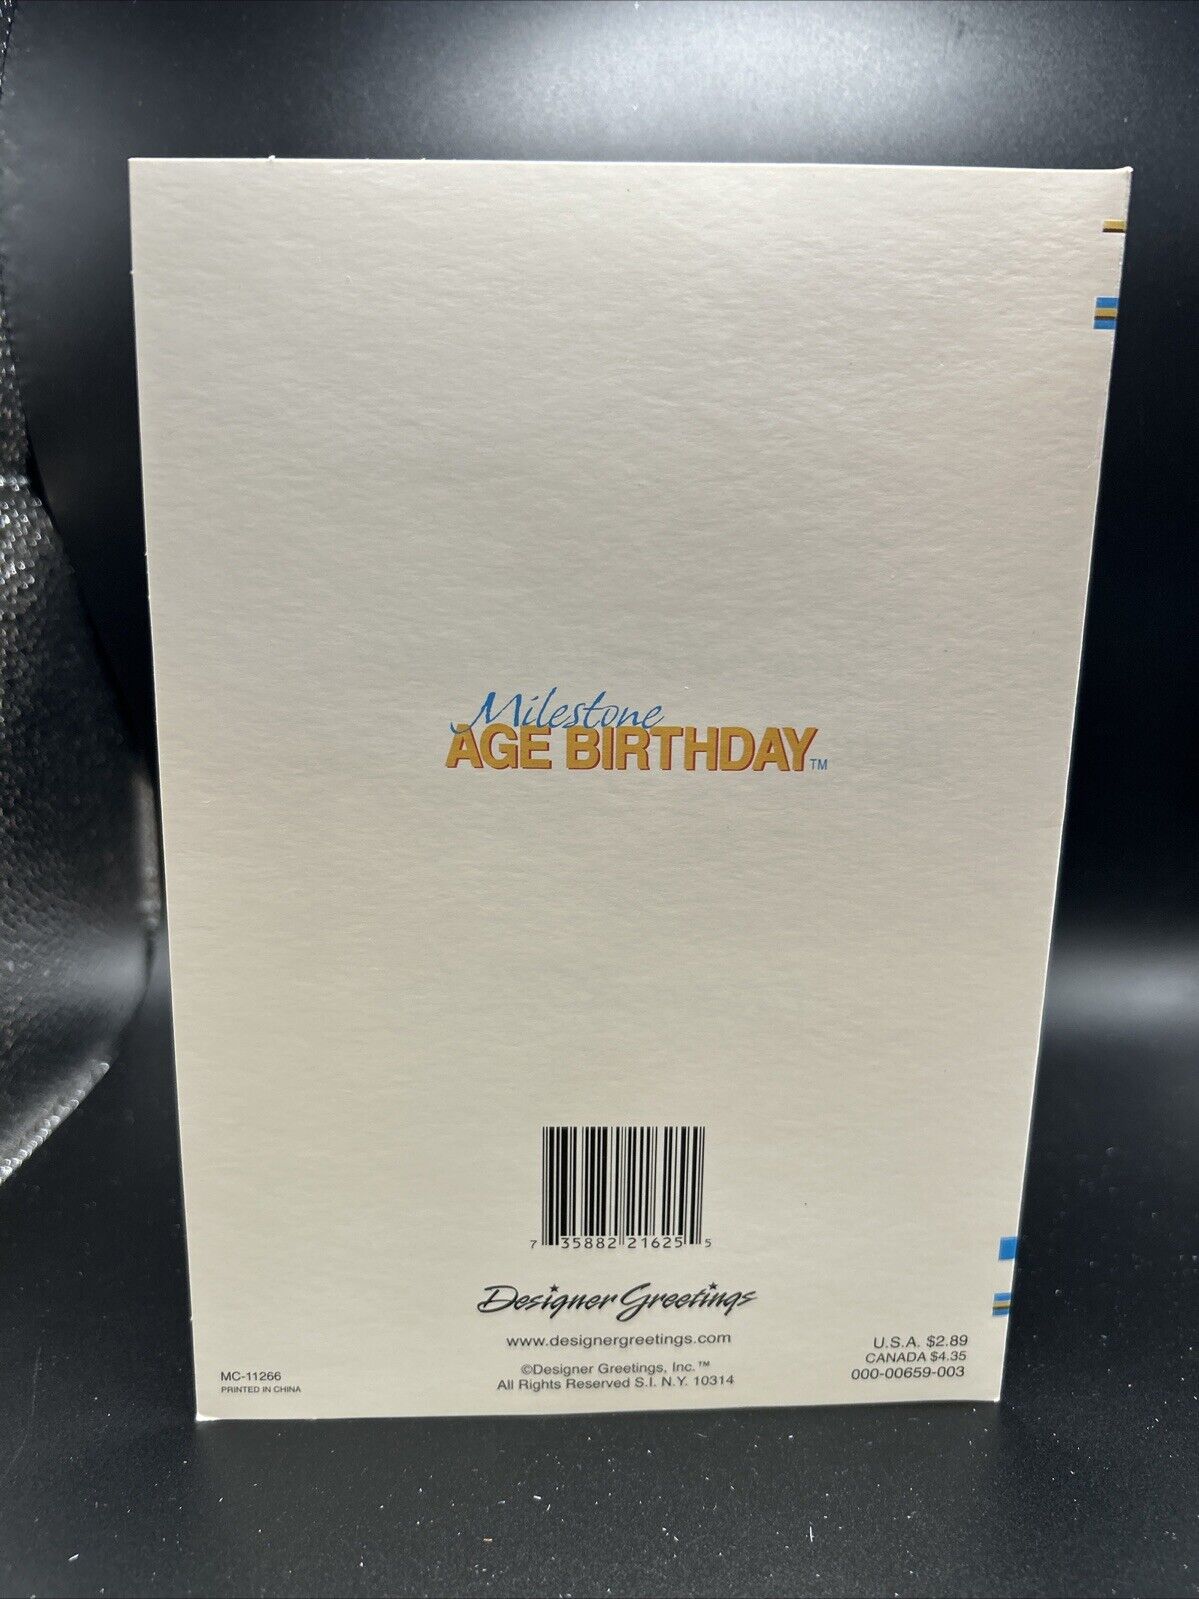 Milestone
AGE BIRTHDAY™
7 35882 21625 5
Designer Greetings
www.designergreetings.com
©Designer Greetings, Inc.™
All Rights Reserved S.I. N.Y. 10314
MC-11266
PRINTED IN CHINA
U.S.A. $2.89
CANADA $4.35
000-00659-003